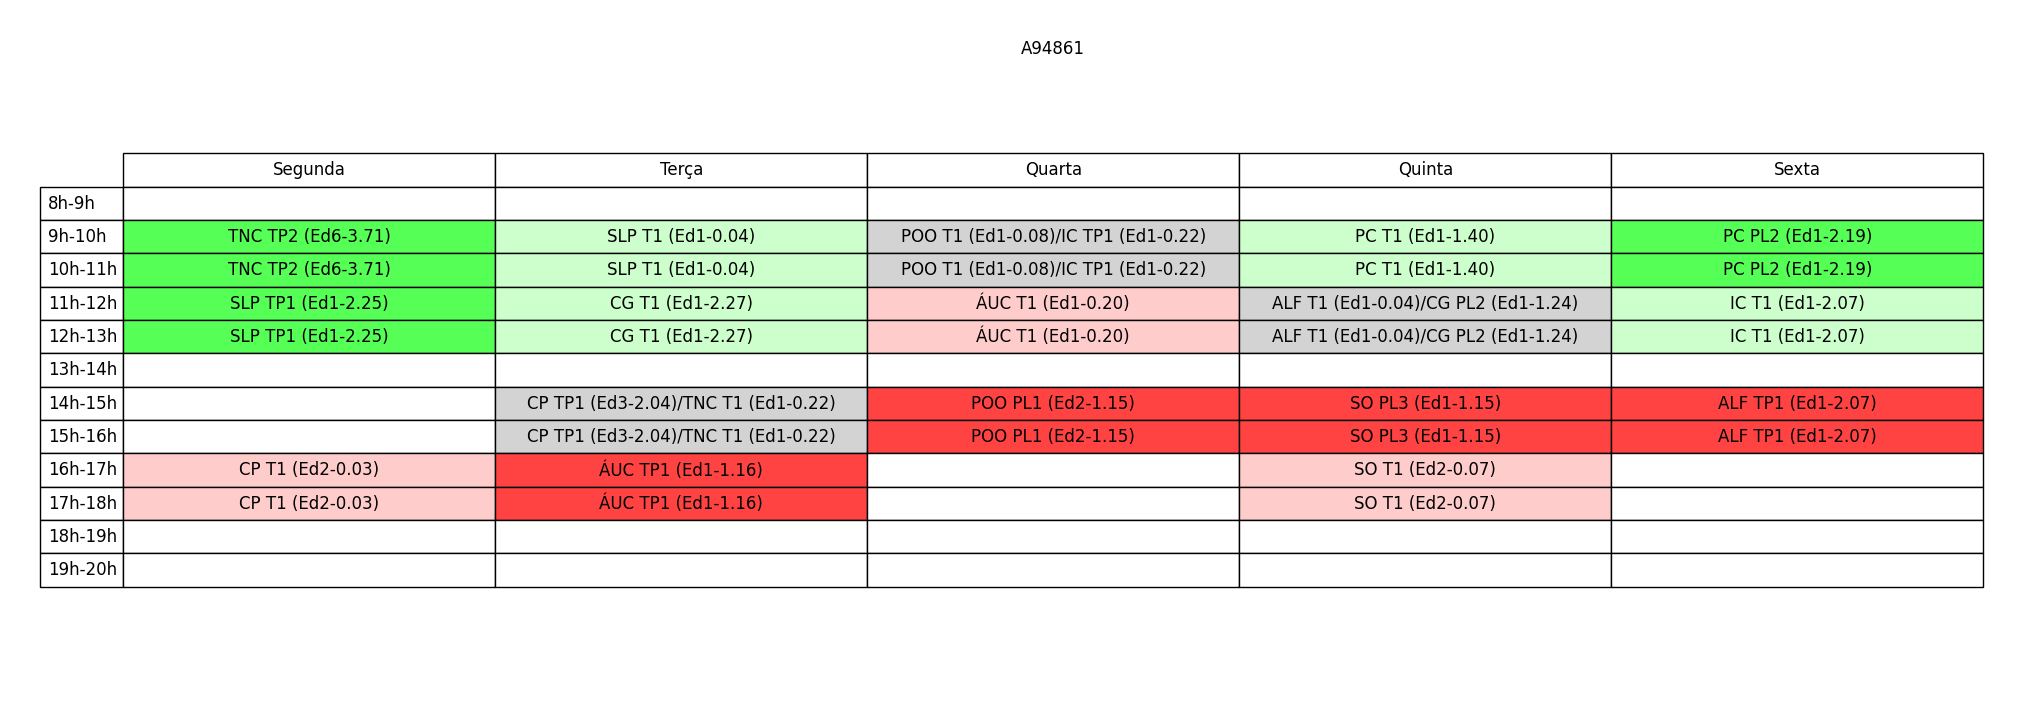 A94861
Segunda Terça Quarta Quinta Sexta
8h-9h
9h-10h TNC TP2 (Ed6-3.71) SLP T1 (Ed1-0.04) POO T1 (Ed1-0.08)/IC TP1 (Ed1-0.22) PC T1 (Ed1-1.40) PC PL2 (Ed1-2.19)
10h-11h TNC TP2 (Ed6-3.71) SLP T1 (Ed1-0.04) POO T1 (Ed1-0.08)/IC TP1 (Ed1-0.22) PC T1 (Ed1-1.40) PC PL2 (Ed1-2.19)
11h-12h SLP TP1 (Ed1-2.25) CG T1 (Ed1-2.27) ÁUC T1 (Ed1-0.20) ALF T1 (Ed1-0.04)/CG PL2 (Ed1-1.24) IC T1 (Ed1-2.07)
12h-13h SLP TP1 (Ed1-2.25) CG T1 (Ed1-2.27) ÁUC T1 (Ed1-0.20) ALF T1 (Ed1-0.04)/CG PL2 (Ed1-1.24) IC T1 (Ed1-2.07)
13h-14h
14h-15h CP TP1 (Ed3-2.04)/TNC T1 (Ed1-0.22) POO PL1 (Ed2-1.15) SO PL3 (Ed1-1.15) ALF TP1 (Ed1-2.07)
15h-16h CP TP1 (Ed3-2.04)/TNC T1 (Ed1-0.22) POO PL1 (Ed2-1.15) SO PL3 (Ed1-1.15) ALF TP1 (Ed1-2.07)
16h-17h CP T1 (Ed2-0.03) ÁUC TP1 (Ed1-1.16) SO T1 (Ed2-0.07)
17h-18h CP T1 (Ed2-0.03) ÁUC TP1 (Ed1-1.16) SO T1 (Ed2-0.07)
18h-19h
19h-20h